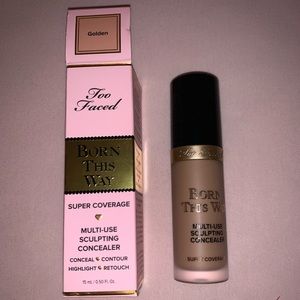 Golden
Too
Faced
BORN
THIS
WAY
SUPER COVERAGE
MULTI-USE
SCULPTING
CONCEALER
CONCEAL CONTOUR
HIGHLIGHT RETOUCH
15 ml / 0.50 Fl. Oz.
BORN
THIS WAY
MULTI-USE
SCULPTING
CONCEALER
SUPER COVERAGE